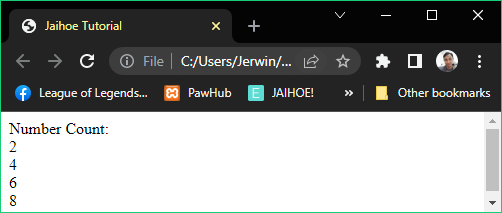 Jaihoe Tutorial
File
C:/Users/Jerwin/...
League of Legends...
PawHub
E
JAIHOE!
Other bookmarks
Number Count:
2
4
6
8